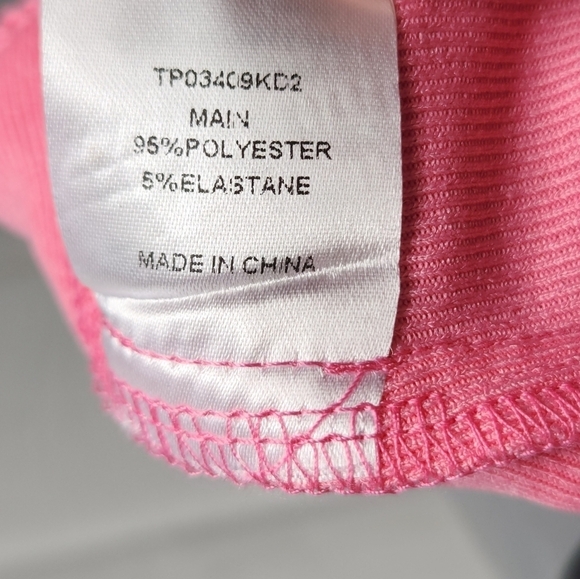 TP03409KD2
MAIN
95%POLYESTER
5%ELASTANE
MADE IN CHINA